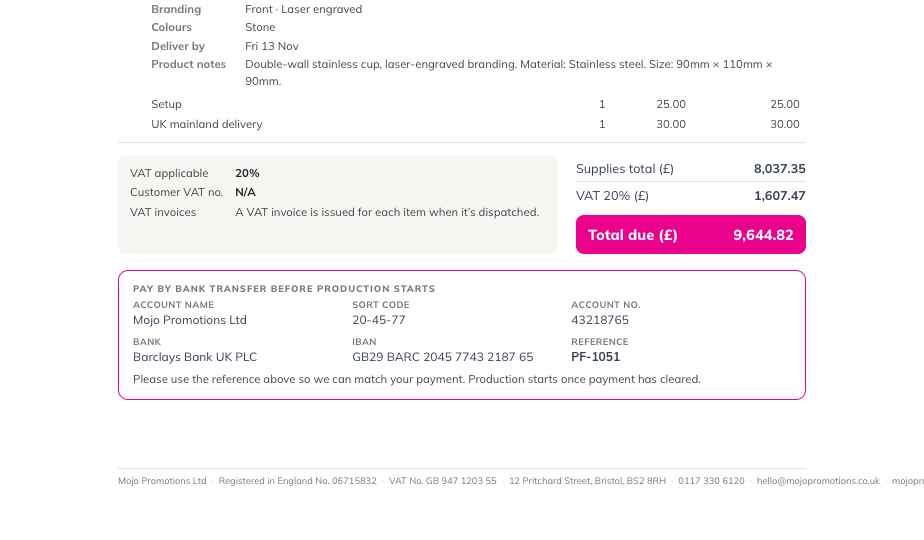 Branding Front · Laser engraved
Colours Stone
Deliver by Fri 13 Nov
Product notes Double-wall stainless cup, laser-engraved branding. Material: Stainless steel. Size: 90mm × 110mm ×
90mm.
Setup 1 25.00 25.00
UK mainland delivery 1 30.00 30.00
VAT applicable 20%
Customer VAT no. N/A
VAT invoices A VAT invoice is issued for each item when it’s dispatched.
Supplies total (£) 8,037.35
VAT 20% (£) 1,607.47
Total due (£) 9,644.82
PAY BY BANK TRANSFER BEFORE PRODUCTION STARTS
ACCOUNT NAME SORT CODE ACCOUNT NO.
Mojo Promotions Ltd 20-45-77 43218765
BANK IBAN REFERENCE
Barclays Bank UK PLC GB29 BARC 2045 7743 2187 65 PF-1051
Please use the reference above so we can match your payment. Production starts once payment has cleared.
Mojo Promotions Ltd · Registered in England No. 06715832 · VAT No. GB 947 1203 55 · 12 Pritchard Street, Bristol, BS2 8RH · 0117 330 6120 · hello@mojopromotions.co.uk · mojopr